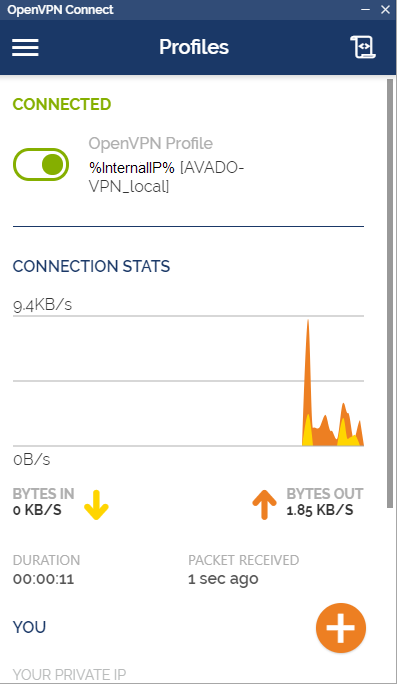 OpenVPN Connect
Profiles
CONNECTED
OpenVPN Profile
%InternalIP% [AVADO-
VPN_local]
CONNECTION STATS
9.4KB/s
0B/s
BYTES IN
0 KB/S
BYTES OUT
1.85 KB/S
DURATION
00:00:11
PACKET RECEIVED
1 sec ago
YOU
YOUR PRIVATE IP